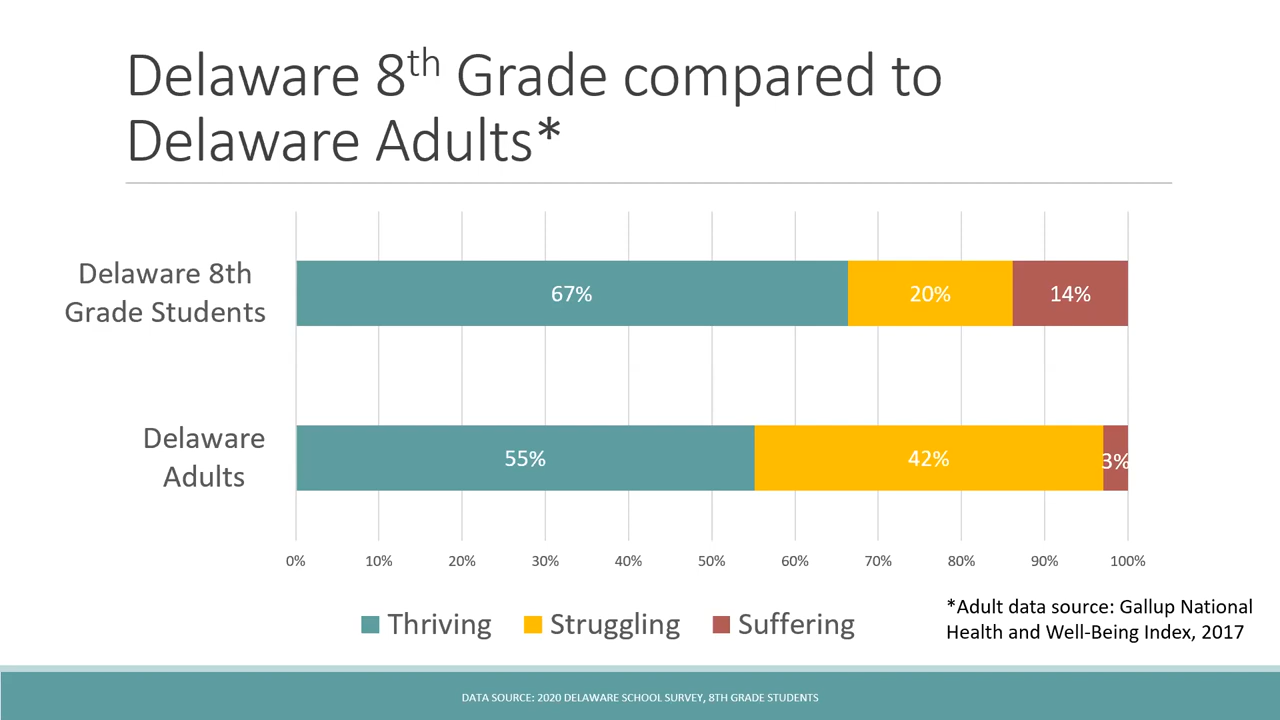 Delaware 8th Grade compared to
Delaware Adults*
Delaware 8th
Grade Students
67%
20%
14%
Delaware
Adults
55%
42%
3%
0%
10%
20%
30%
40%
50%
60%
70%
80%
90%
100%
Thriving
Struggling
Suffering
*Adult data source: Gallup National
Health and Well-Being Index, 2017
DATA SOURCE: 2020 DELAWARE SCHOOL SURVEY, 8TH GRADE STUDENTS